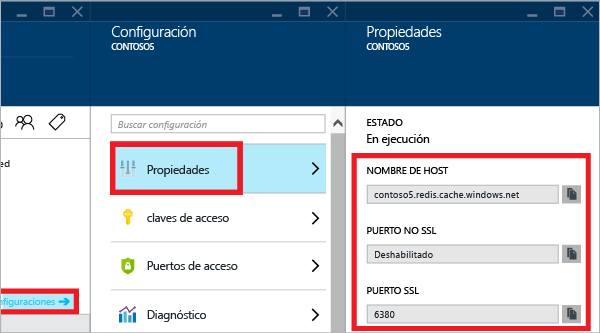 ed
nfiguraciones
Configuración
CONTOSO5
Buscar configuración
Propiedades
claves de acceso
Puertos de acceso
Diagnóstico
Propiedades
CONTOSO5
ESTADO
En ejecución
NOMBRE DE HOST
contoso5.redis.cache.windows.net
PUERTO NO SSL
Deshabilitado
PUERTO SSL
6380